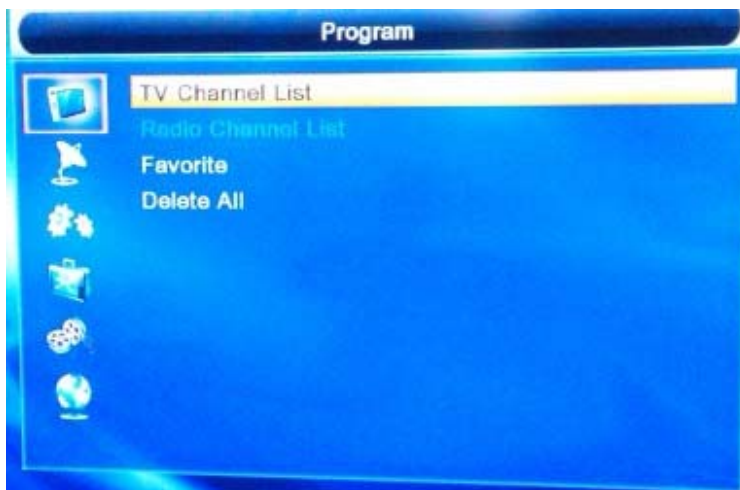 Program
TV Channel List
Radio Channel List
Favorite
Delete All